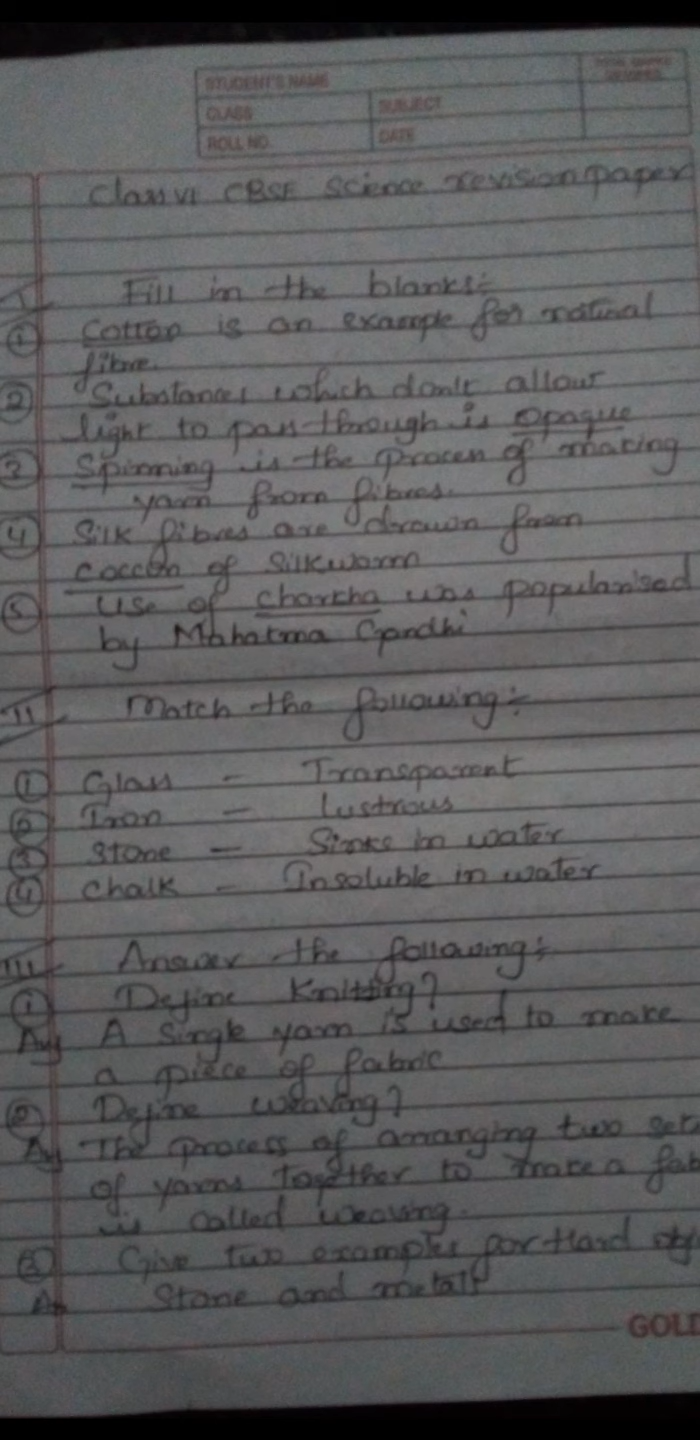 STUDENT'S NAME
CLASS SUBJECT
ROLL NO. DATE
Class VI CBSE Science revision paper
I Fill in the blanks:-
① Cotton is an example for natural
fibre.
② Substances which don't allow
light to pass through is opaque
③ Spinning is the process of making
yarn from fibres.
④ Silk fibres are drawn from
cocoon of silkworm
⑤ use of charkha was popularised
by Mahatma Gandhi
II Match the following:-
① Glass - Transparent
② Iron - lustrous
③ Stone - Sinks in water
④ Chalk - Insoluble in water
III Answer the following:-
① Define Knitting?
Ans A Single yarn is used to make
a piece of fabric
② Define weaving?
The process of arranging two sets
of yarns together to make a fab
is called weaving.
③ Give two examples for Hard obj
Stone and metal
GOLD